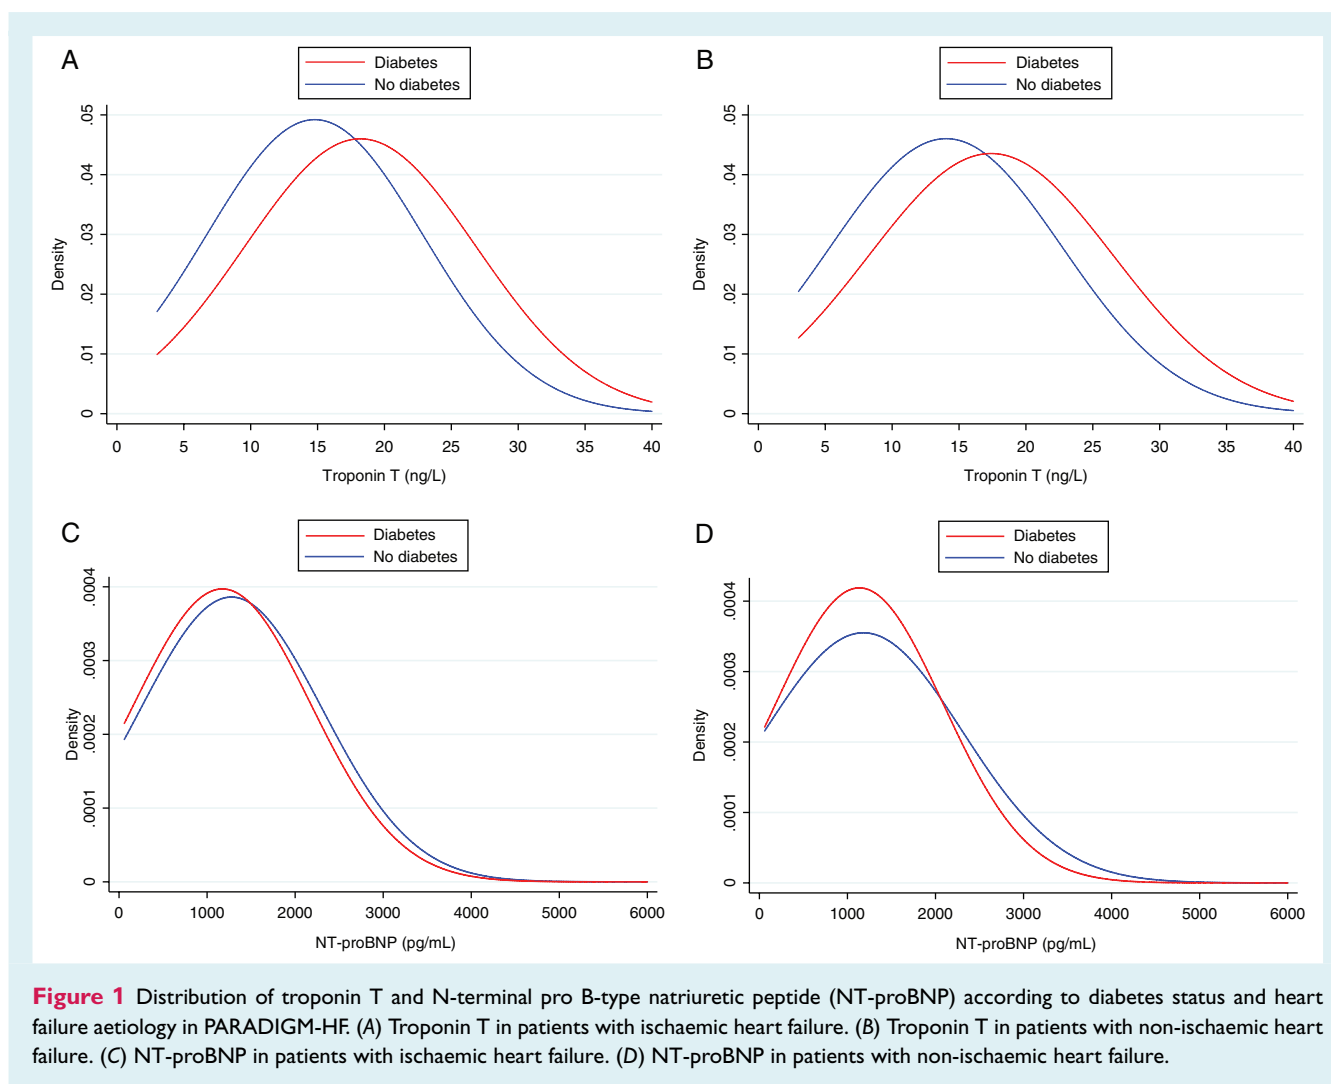 A
Diabetes
No diabetes
Density
0 .01 .02 .03 .04 .05
0 5 10 15 20 25 30 35 40
Troponin T (ng/L)
B
Diabetes
No diabetes
Density
0 .01 .02 .03 .04 .05
0 5 10 15 20 25 30 35 40
Troponin T (ng/L)
C
Diabetes
No diabetes
Density
0 .0001 .0002 .0003 .0004
0 1000 2000 3000 4000 5000 6000
NT-proBNP (pg/mL)
D
Diabetes
No diabetes
Density
0 .0001 .0002 .0003 .0004
0 1000 2000 3000 4000 5000 6000
NT-proBNP (pg/mL)
Figure 1 Distribution of troponin T and N-terminal pro B-type natriuretic peptide (NT-proBNP) according to diabetes status and heart
failure aetiology in PARADIGM-HF. (A) Troponin T in patients with ischaemic heart failure. (B) Troponin T in patients with non-ischaemic heart
failure. (C) NT-proBNP in patients with ischaemic heart failure. (D) NT-proBNP in patients with non-ischaemic heart failure.